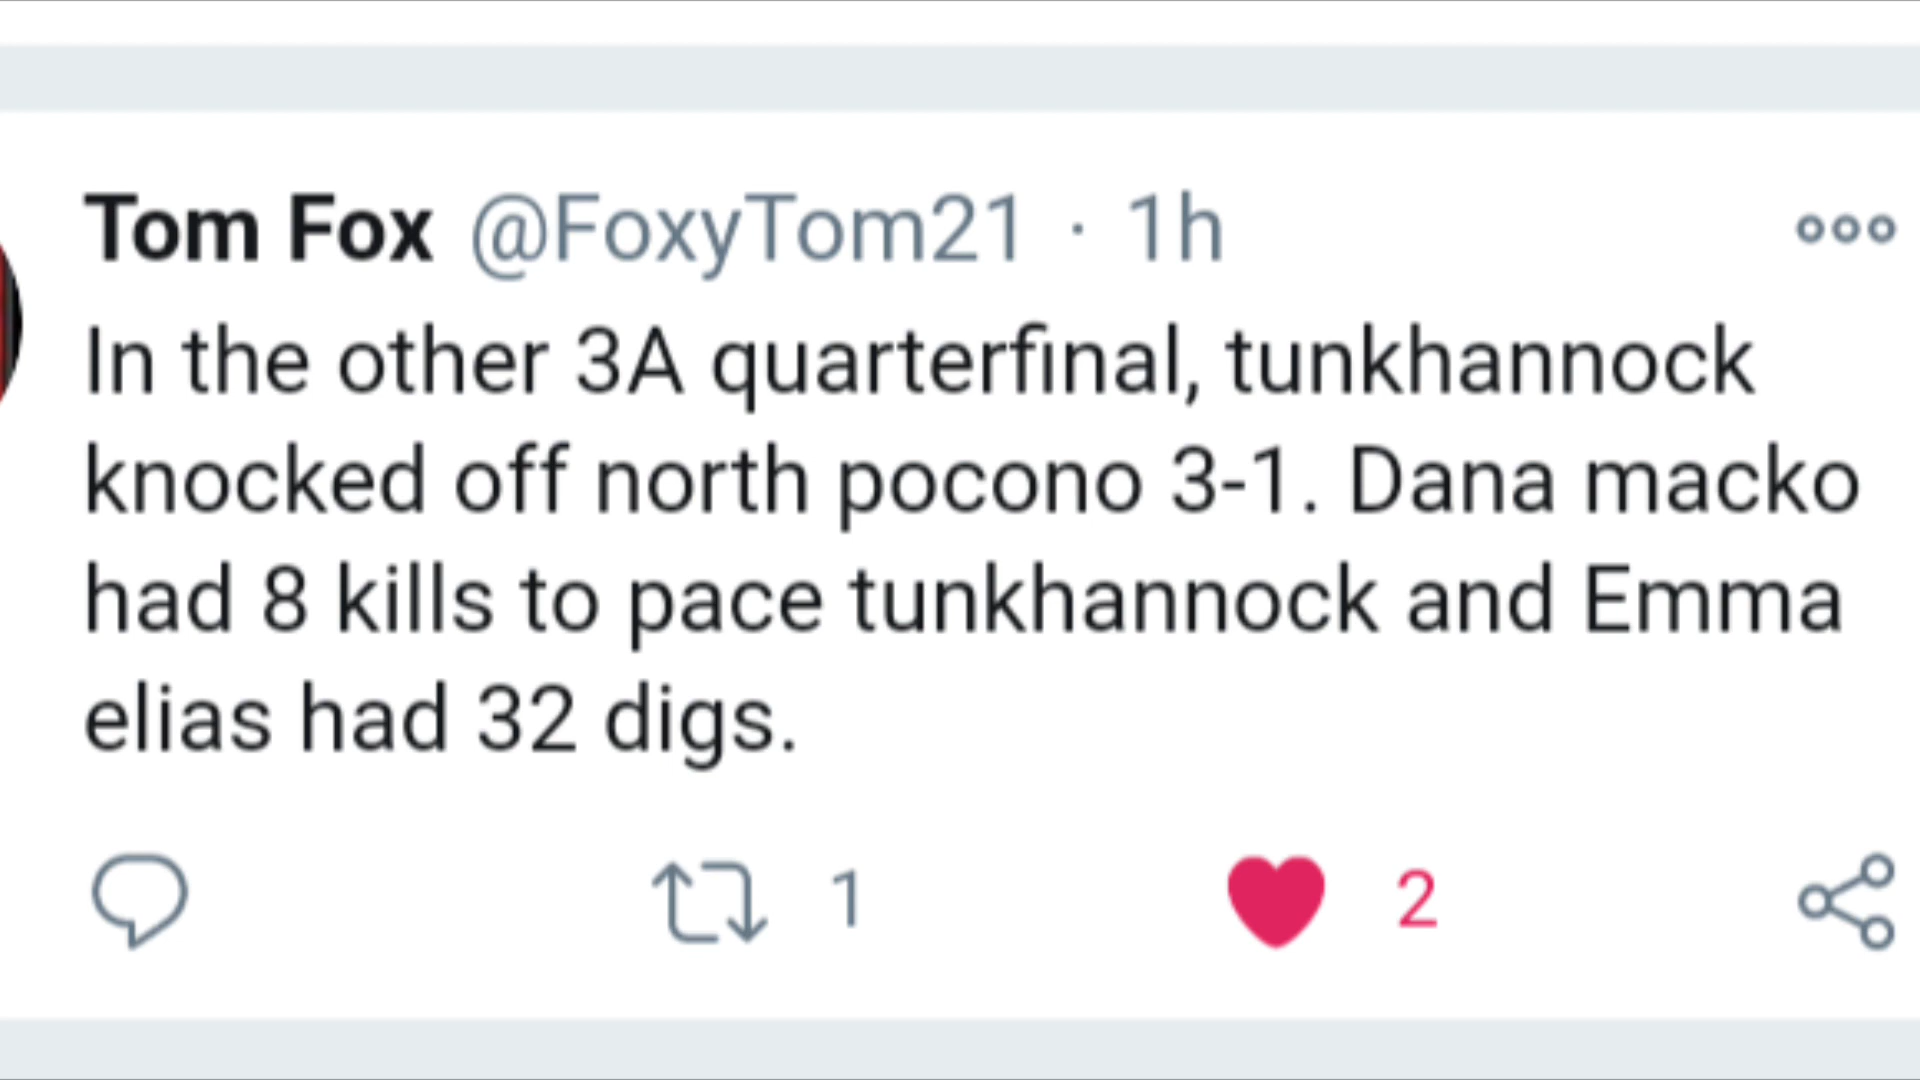 Tom Fox @FoxyTom21 · 1h
In the other 3A quarterfinal, tunkhannock
knocked off north pocono 3-1. Dana macko
had 8 kills to pace tunkhannock and Emma
elias had 32 digs.
1 2